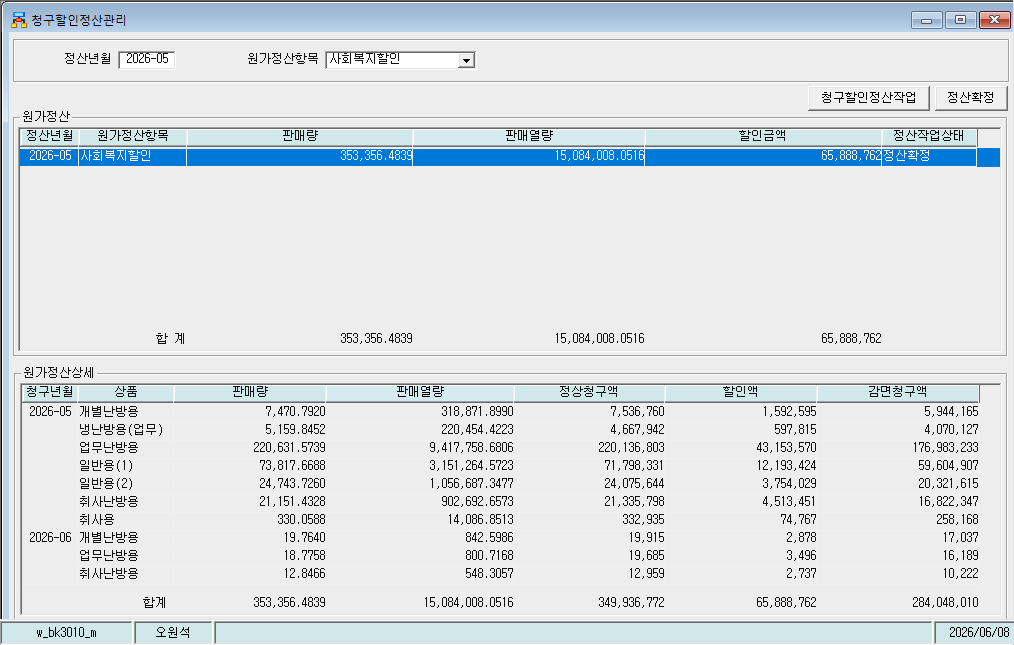 청구할인정산관리
정산년월 2026-05 원가정산항목 사회복지할인
청구할인정산작업 정산확정
원가정산
정산년월 원가정산항목 판매량 판매열량 할인금액 정산작업상태
2026-05 사회복지할인 353,356.4839 15,084,008.0516 65,888,762 정산확정
합 계 353,356.4839 15,084,008.0516 65,888,762
원가정산상세
청구년월 상품 판매량 판매열량 정상청구액 할인액 감면청구액
2026-05 개별난방용 7,470.7920 318,871.8990 7,536,760 1,592,595 5,944,165
냉난방용(업무) 5,159.8452 220,454.4223 4,667,942 597,815 4,070,127
업무난방용 220,631.5739 9,417,758.6806 220,136,803 43,153,570 176,983,233
일반용(1) 73,817.6688 3,151,264.5723 71,798,331 12,193,424 59,604,907
일반용(2) 24,743.7260 1,056,687.3477 24,075,644 3,754,029 20,321,615
취사난방용 21,151.4328 902,692.6573 21,335,798 4,513,451 16,822,347
취사용 330.0588 14,086.8513 332,935 74,767 258,168
2026-06 개별난방용 19.7640 842.5986 19,915 2,878 17,037
업무난방용 18.7758 800.7168 19,685 3,496 16,189
취사난방용 12.8466 548.3057 12,959 2,737 10,222
합계 353,356.4839 15,084,008.0516 349,936,772 65,888,762 284,048,010
w_bk3010_m 오원석 2026/06/08